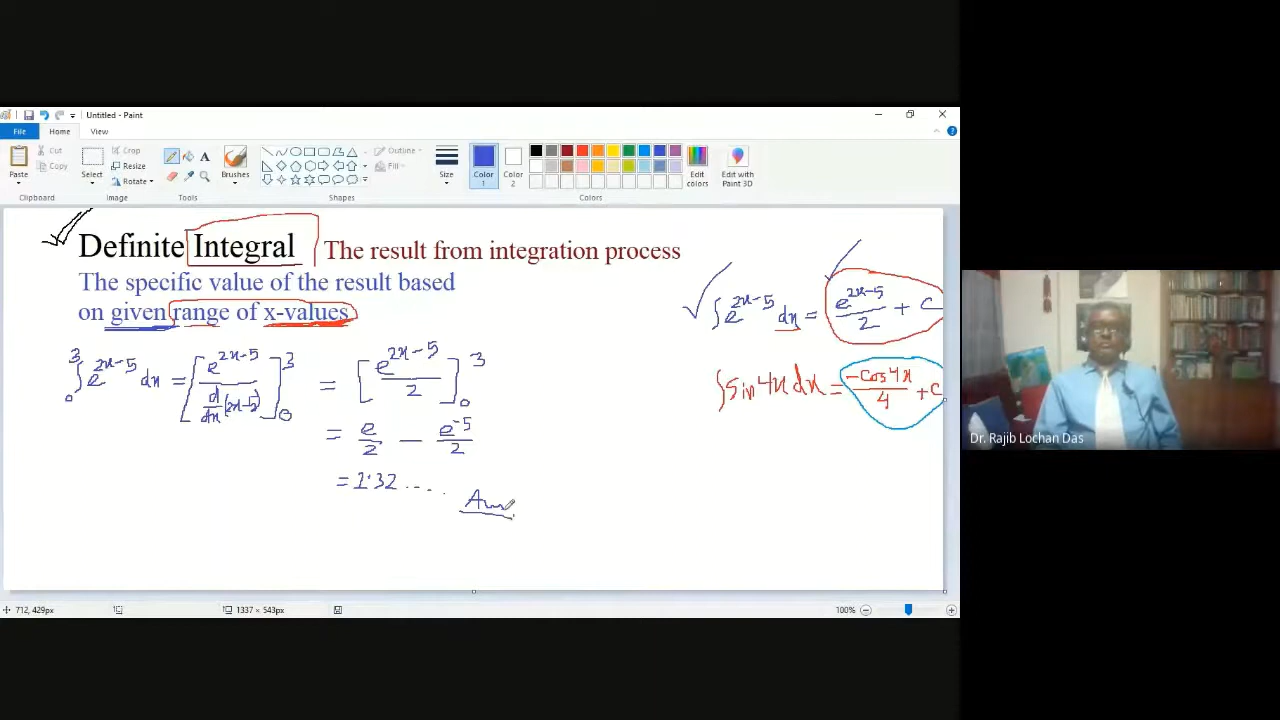 Untitled - Paint
File Home View
Cut
Copy
Paste
Clipboard
Select
Crop
Resize
Rotate
Image
Tools
Brushes
Outline
Fill
Shapes
Size
Color 1
Color 2
Edit colors
Edit with Paint 3D
Colors
Definite Integral The result from integration process
The specific value of the result based
on given range of x-values
∫₀³ e^(2x-5) dx = [e^(2x-5) / (d/dx (2x-5))]₀³ = [e^(2x-5) / 2]₀³
= e/2 - e^-5/2
= 1.32 .....
Ans
∫ e^(2x-5) dx = e^(2x-5)/2 + c
∫ Sin 4x dx = -Cos 4x/4 + C
Dr. Rajib Lochan Das
712, 429px
1337 × 543px
100%